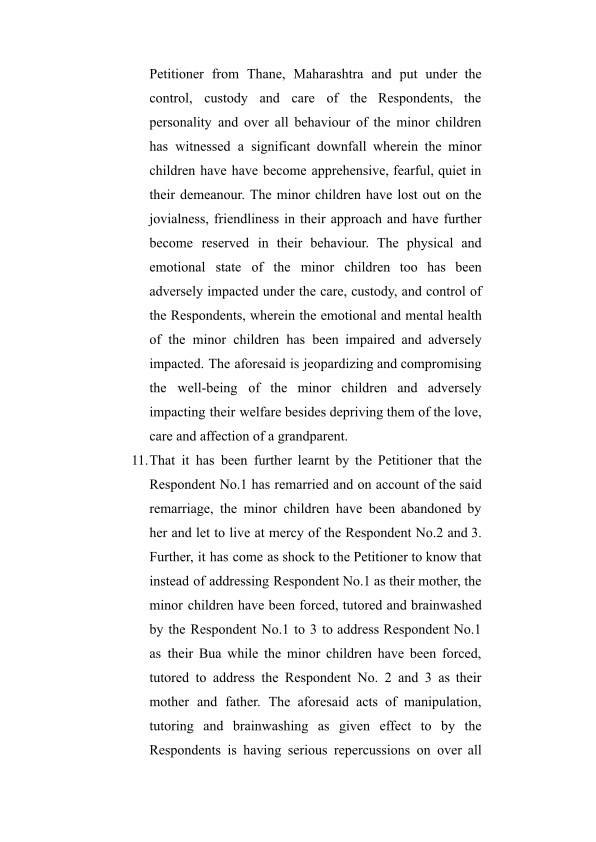 Petitioner from Thane, Maharashtra and put under the
control, custody and care of the Respondents, the
personality and over all behaviour of the minor children
has witnessed a significant downfall wherein the minor
children have have become apprehensive, fearful, quiet in
their demeanour. The minor children have lost out on the
jovialness, friendliness in their approach and have further
become reserved in their behaviour. The physical and
emotional state of the minor children too has been
adversely impacted under the care, custody, and control of
the Respondents, wherein the emotional and mental health
of the minor children has been impaired and adversely
impacted. The aforesaid is jeopardizing and compromising
the well-being of the minor children and adversely
impacting their welfare besides depriving them of the love,
care and affection of a grandparent.
11. That it has been further learnt by the Petitioner that the
Respondent No.1 has remarried and on account of the said
remarriage, the minor children have been abandoned by
her and let to live at mercy of the Respondent No.2 and 3.
Further, it has come as shock to the Petitioner to know that
instead of addressing Respondent No.1 as their mother, the
minor children have been forced, tutored and brainwashed
by the Respondent No.1 to 3 to address Respondent No.1
as their Bua while the minor children have been forced,
tutored to address the Respondent No. 2 and 3 as their
mother and father. The aforesaid acts of manipulation,
tutoring and brainwashing as given effect to by the
Respondents is having serious repercussions on over all